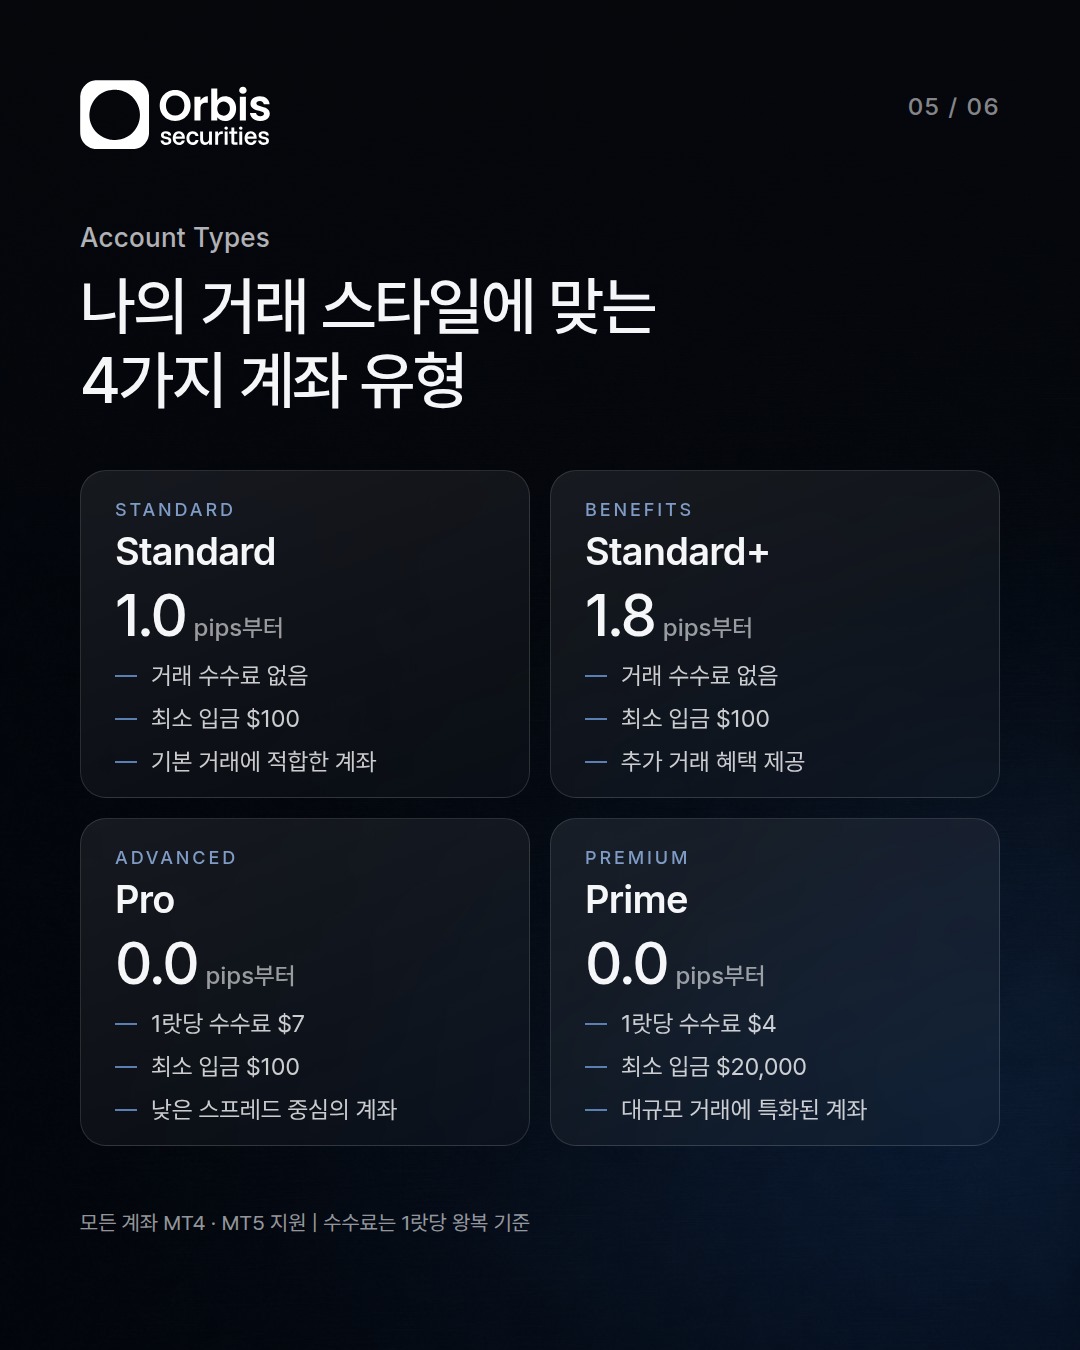 Orbis
securities
05 / 06
Account Types
나의 거래 스타일에 맞는
4가지 계좌 유형
STANDARD
Standard
1.0 pips부터
— 거래 수수료 없음
— 최소 입금 $100
— 기본 거래에 적합한 계좌
BENEFITS
Standard+
1.8 pips부터
— 거래 수수료 없음
— 최소 입금 $100
— 추가 거래 혜택 제공
ADVANCED
Pro
0.0 pips부터
— 1랏당 수수료 $7
— 최소 입금 $100
— 낮은 스프레드 중심의 계좌
PREMIUM
Prime
0.0 pips부터
— 1랏당 수수료 $4
— 최소 입금 $20,000
— 대규모 거래에 특화된 계좌
모든 계좌 MT4 · MT5 지원 | 수수료는 1랏당 왕복 기준